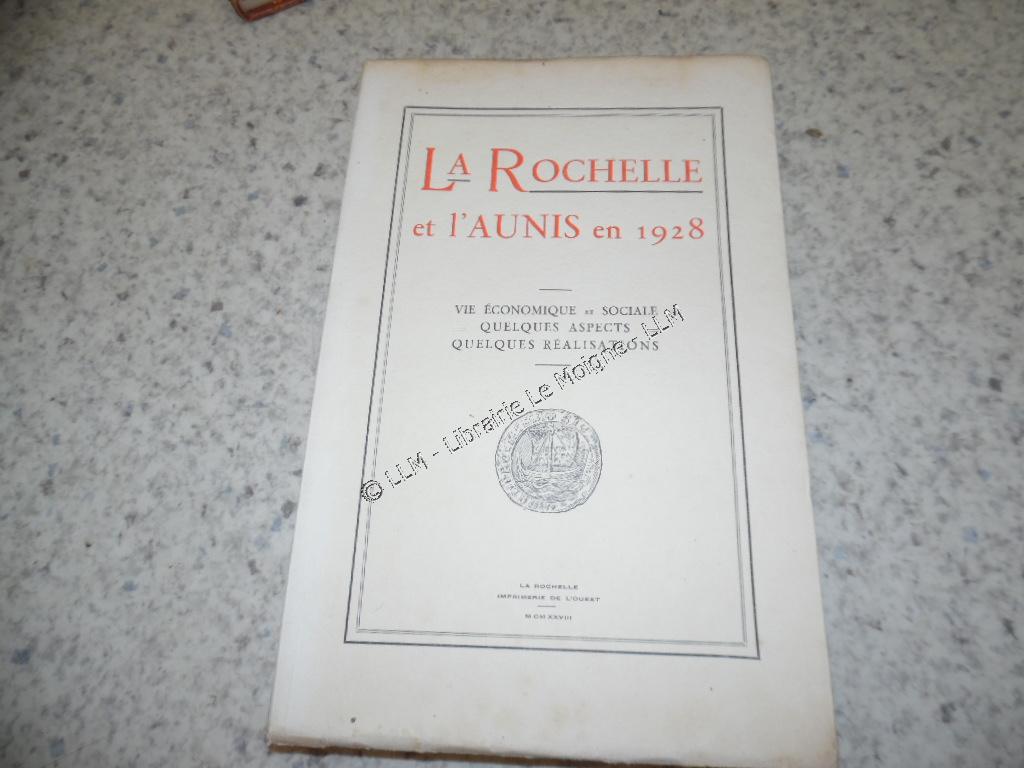 LA ROCHELLE
et l'AUNIS en 1928
VIE ÉCONOMIQUE et SOCIALE
QUELQUES ASPECTS
QUELQUES RÉALISATIONS
© LLM - Librairie Le Moigne - LLM
LA ROCHELLE
IMPRIMERIE DE L'OUEST
MCMXXVIII